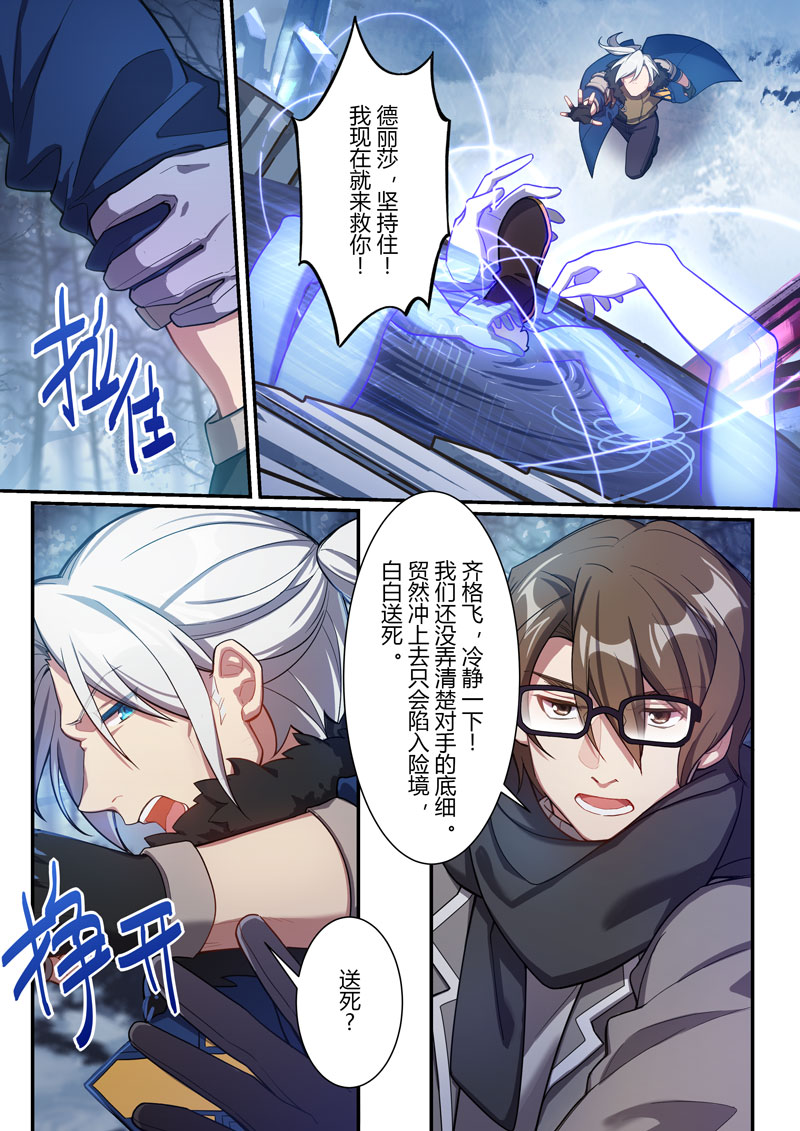 德丽莎，坚持住！
我现在就来救你！
拉住
齐格飞，冷静一下！
我们还没弄清楚对手的底细。
贸然冲上去只会陷入险境，
白白送死。
挣开
送死？